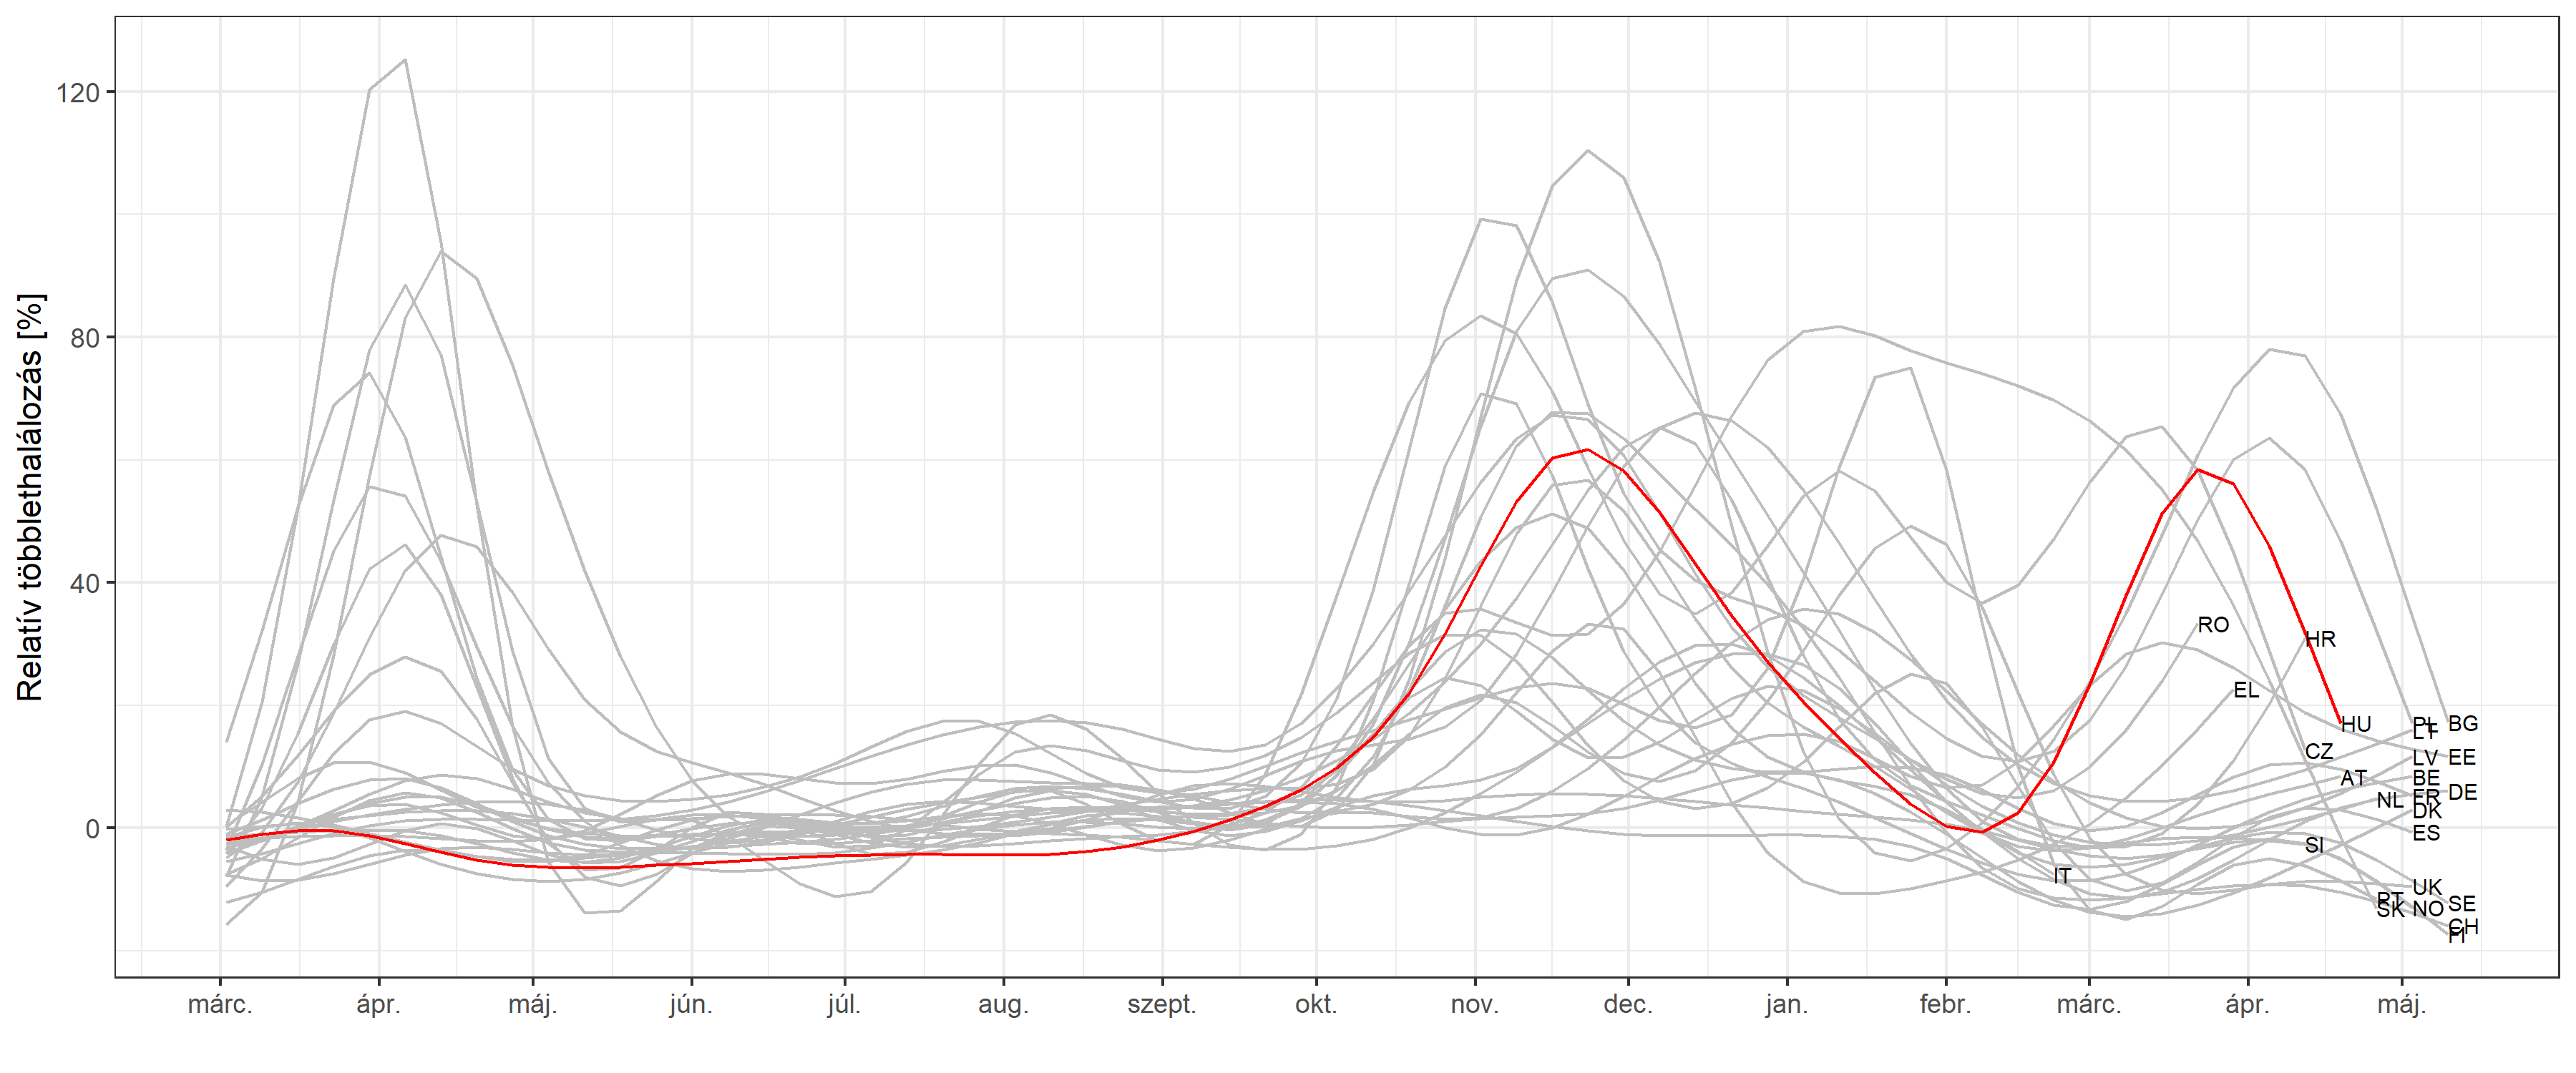 Relatív többlethalálozás [%]
120
80
40
0
RO
HR
EL
HU
PL
LT
BG
CZ
LV
EE
AT
BE
DE
NL
FR
DK
ES
SI
IT
UK
PT
SK
NO
SE
CH
FI
márc.
ápr.
máj.
jún.
júl.
aug.
szept.
okt.
nov.
dec.
jan.
febr.
márc.
ápr.
máj.